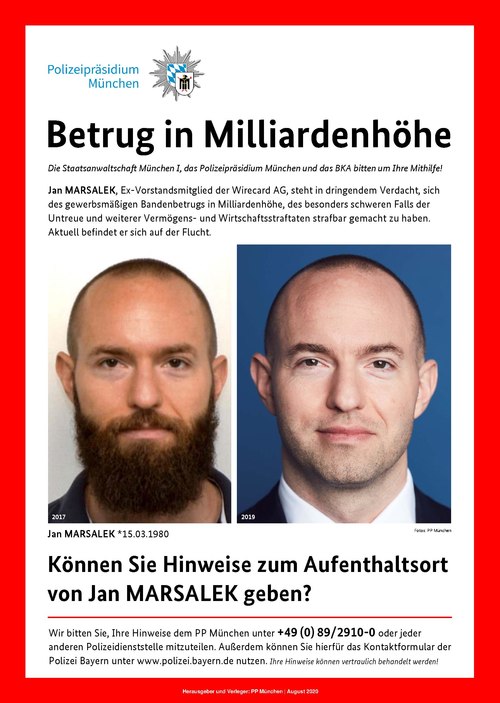 Polizeipräsidium
München
Betrug in Milliardenhöhe
Die Staatsanwaltschaft München I, das Polizeipräsidium München und das BKA bitten um Ihre Mithilfe!
Jan MARSALEK, Ex-Vorstandsmitglied der Wirecard AG, steht in dringendem Verdacht, sich
des gewerbsmäßigen Bandenbetrugs in Milliardenhöhe, des besonders schweren Falls der
Untreue und weiterer Vermögens- und Wirtschaftsstraftaten strafbar gemacht zu haben.
Aktuell befindet er sich auf der Flucht.
2017
2019
Fotos: PP München
Jan MARSALEK *15.03.1980
Können Sie Hinweise zum Aufenthaltsort
von Jan MARSALEK geben?
Wir bitten Sie, Ihre Hinweise dem PP München unter +49 (0) 89/2910-0 oder jeder
anderen Polizeidienststelle mitzuteilen. Außerdem können Sie hierfür das Kontaktformular der
Polizei Bayern unter www.polizei.bayern.de nutzen. Ihre Hinweise können vertraulich behandelt werden!
Herausgeber und Verleger: PP München | August 2020